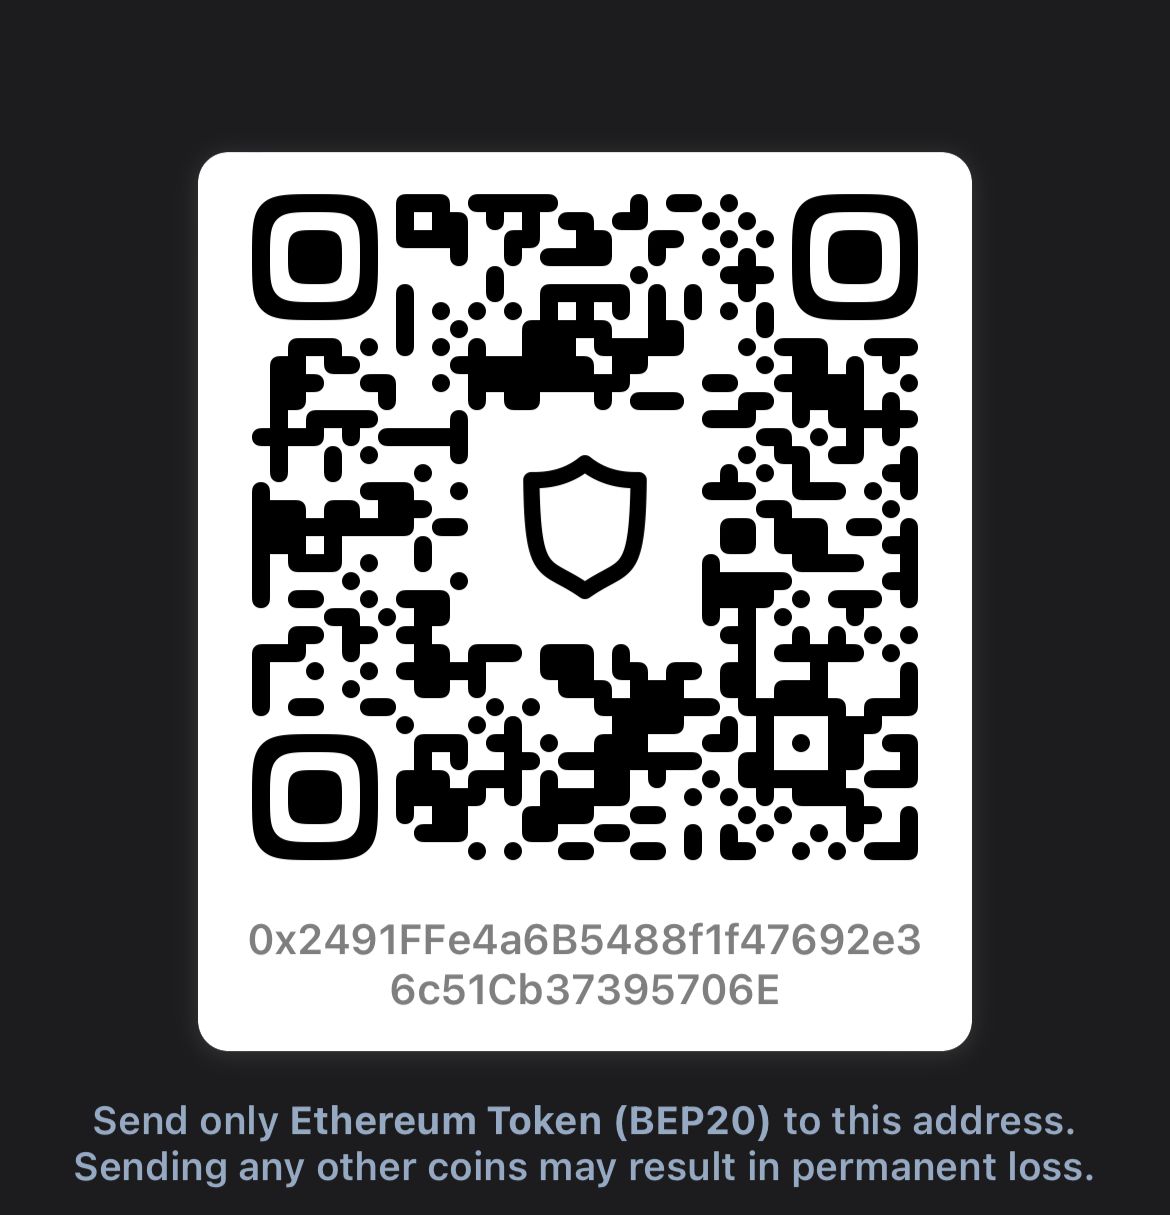 0x2491FFe4a6B5488f1f47692e3
6c51Cb37395706E
Send only Ethereum Token (BEP20) to this address.
Sending any other coins may result in permanent loss.